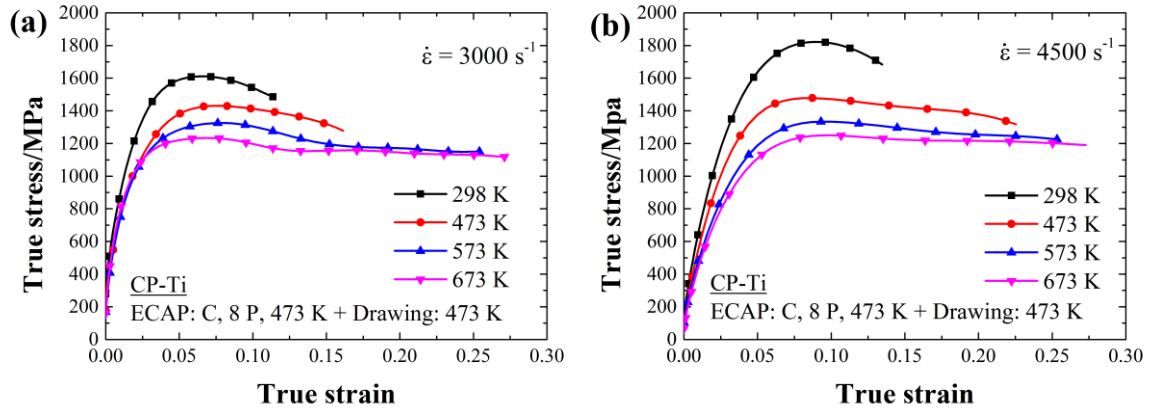 (a)
True stress/MPa
2000
1800
1600
1400
1200
1000
800
600
400
200
0
ε̇ = 3000 s⁻¹
298 K
473 K
573 K
673 K
CP-Ti
ECAP: C, 8 P, 473 K + Drawing: 473 K
0.00 0.05 0.10 0.15 0.20 0.25 0.30
True strain
(b)
True stress/Mpa
2000
1800
1600
1400
1200
1000
800
600
400
200
0
ε̇ = 4500 s⁻¹
298 K
473 K
573 K
673 K
CP-Ti
ECAP: C, 8 P, 473 K + Drawing: 473 K
0.00 0.05 0.10 0.15 0.20 0.25 0.30
True strain